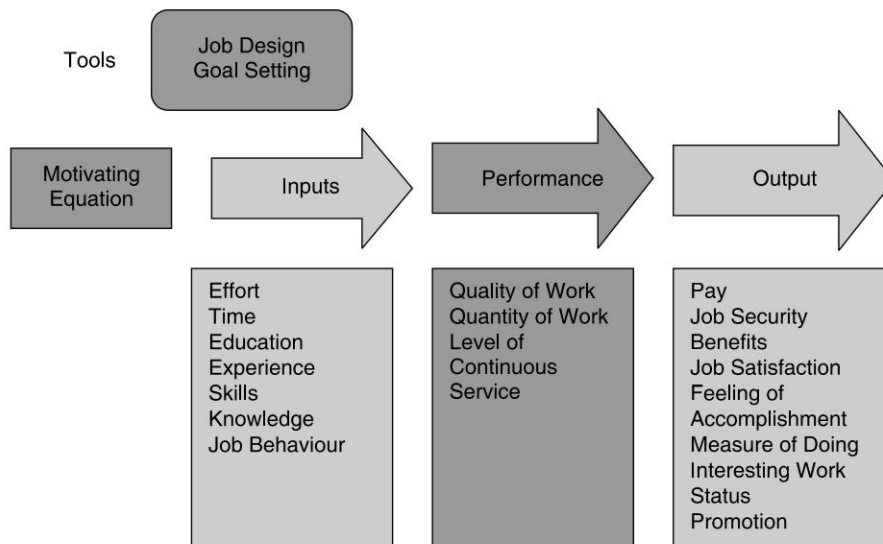 Tools
Job Design
Goal Setting
Motivating
Equation
Inputs
Performance
Output
Effort
Time
Education
Experience
Skills
Knowledge
Job Behaviour
Quality of Work
Quantity of Work
Level of
Continuous
Service
Pay
Job Security
Benefits
Job Satisfaction
Feeling of
Accomplishment
Measure of Doing
Interesting Work
Status
Promotion